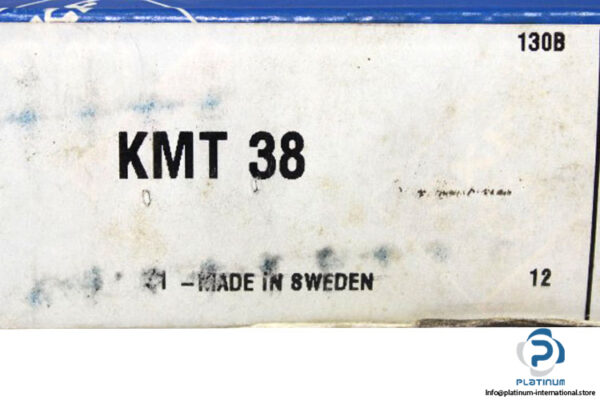 130B
KMT 38
- MADE IN SWEDEN
12
PLATINUM
Info@platinum-international.store